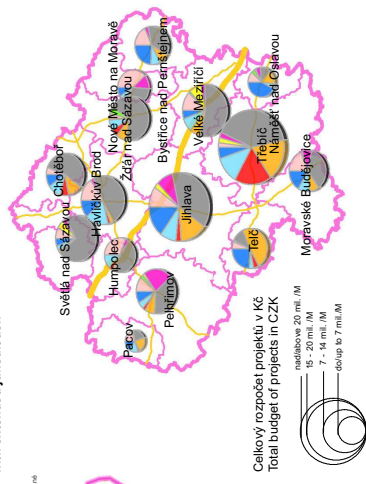 né
Světlá nad Sázavou
Chotěboř
Havlíčkův Brod
Nové Město na Moravě
Žďár nad Sázavou
Bystřice nad Pernštejnem
Humpolec
Pacov
Pelhřimov
Jihlava
Velké Meziříčí
Třebíč
Náměšť nad Oslavou
Telč
Moravské Budějovice
Celkový rozpočet projektů v Kč
Total budget of projects in CZK
nad/above 20 mil. /M
15 - 20 mil. /M
7 - 14 mil. /M
do/up to 7 mil./M